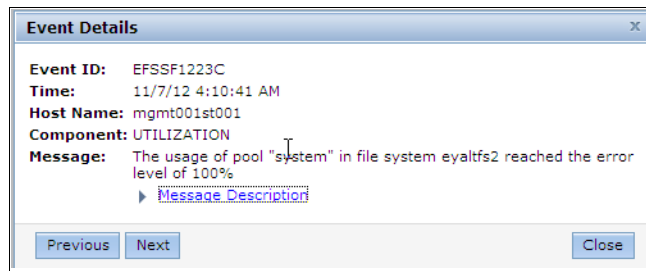 Event Details x
Event ID: EFSSF1223C
Time: 11/7/12 4:10:41 AM
Host Name: mgmt001st001
Component: UTILIZATION
Message: The usage of pool "system" in file system eyaltfs2 reached the error
level of 100%
Message Description
Previous Next Close